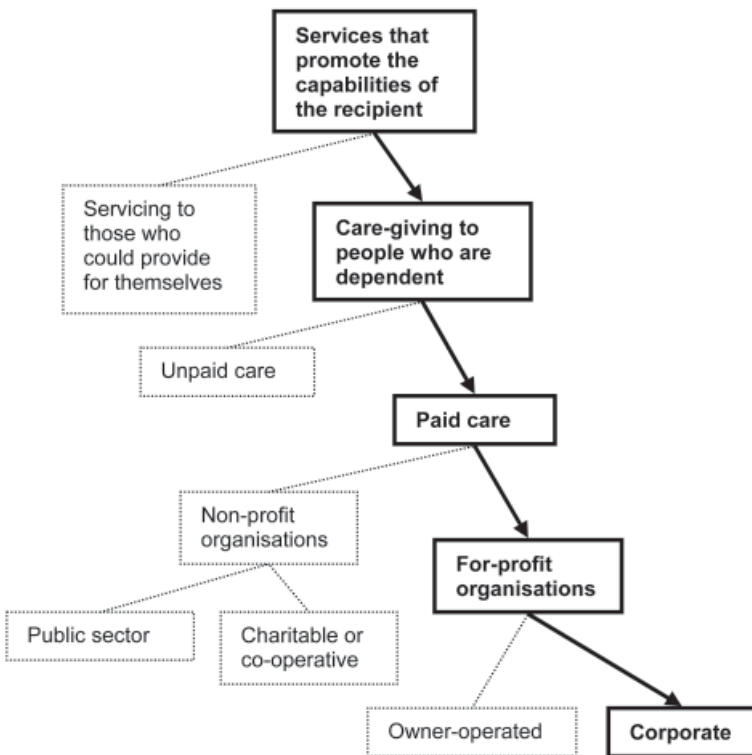 Services that
promote the
capabilities of
the recipient
Servicing to
those who
could provide
for themselves
Care-giving to
people who are
dependent
Unpaid care
Paid care
Non-profit
organisations
For-profit
organisations
Public sector
Charitable or
co-operative
Owner-operated
Corporate